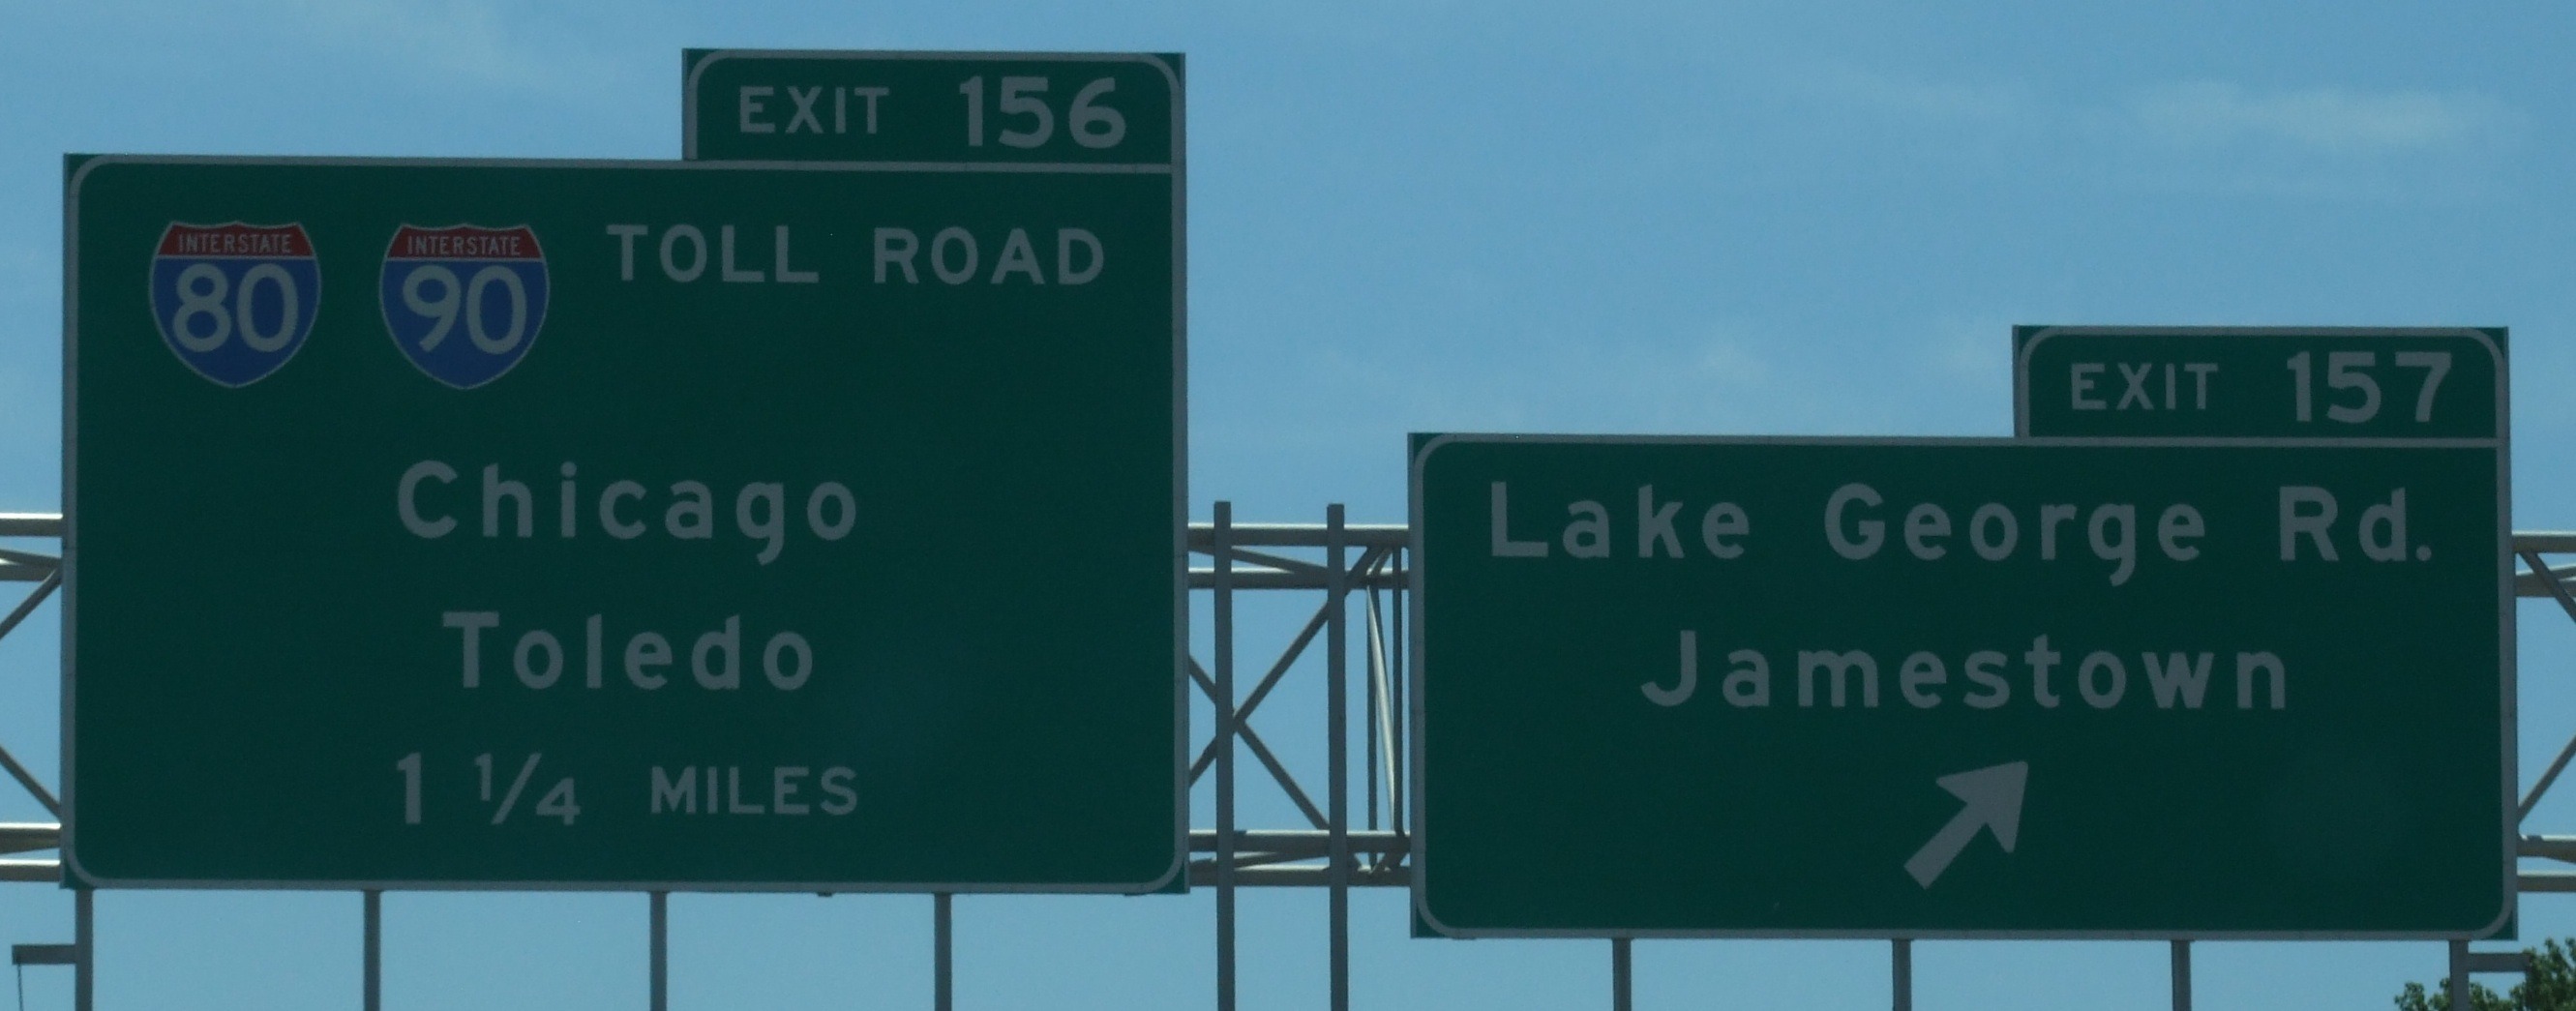 EXIT 156
INTERSTATE 80 INTERSTATE 90 TOLL ROAD
Chicago
Toledo
1 1/4 MILES
EXIT 157
Lake George Rd.
Jamestown